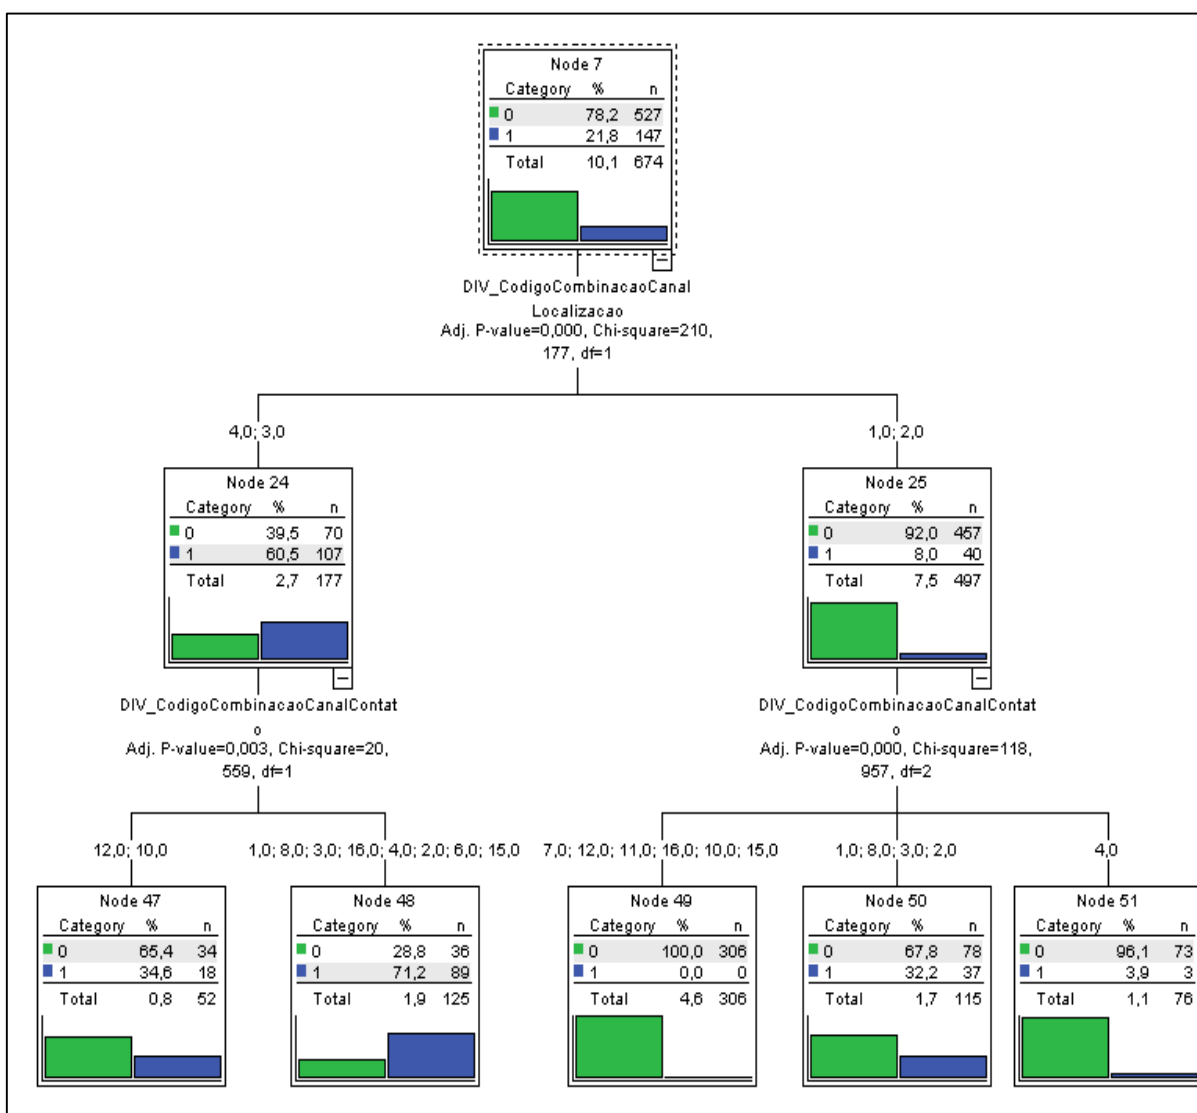 Node 7
Category % n
0 78,2 527
1 21,8 147
Total 10,1 674
DIV_CodigoCombinacaoCanal
Localizacao
Adj. P-value=0,000, Chi-square=210,
177, df=1
4,0; 3,0
1,0; 2,0
Node 24
Category % n
0 39,5 70
1 60,5 107
Total 2,7 177
Node 25
Category % n
0 92,0 457
1 8,0 40
Total 7,5 497
DIV_CodigoCombinacaoCanalContat
o
Adj. P-value=0,003, Chi-square=20,
559, df=1
DIV_CodigoCombinacaoCanalContat
o
Adj. P-value=0,000, Chi-square=118,
957, df=2
12,0; 10,0
1,0; 8,0; 3,0; 16,0; 4,0; 2,0; 6,0; 15,0
7,0; 12,0; 11,0; 16,0; 10,0; 15,0
1,0; 8,0; 3,0; 2,0
4,0
Node 47
Category % n
0 65,4 34
1 34,6 18
Total 0,8 52
Node 48
Category % n
0 28,8 36
1 71,2 89
Total 1,9 125
Node 49
Category % n
0 100,0 306
1 0,0 0
Total 4,6 306
Node 50
Category % n
0 67,8 78
1 32,2 37
Total 1,7 115
Node 51
Category % n
0 96,1 73
1 3,9 3
Total 1,1 76